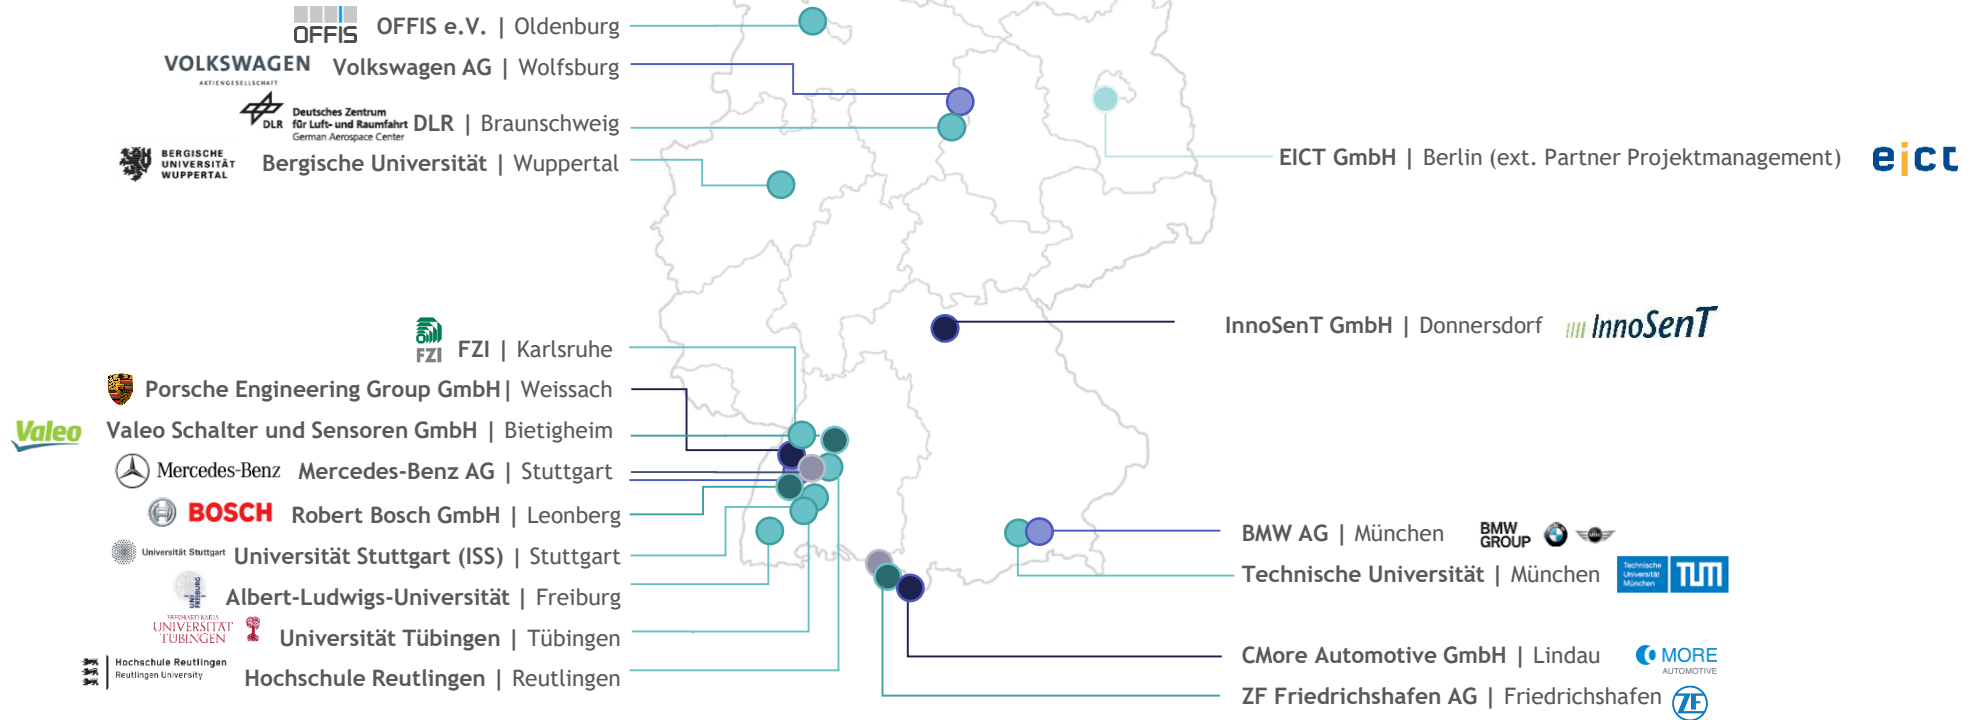 OFFIS OFFIS e.V. | Oldenburg
VOLKSWAGEN
AKTIENGESELLSCHAFT
Volkswagen AG | Wolfsburg
DLR
Deutsches Zentrum
für Luft- und Raumfahrt
German Aerospace Center
DLR | Braunschweig
BERGISCHE
UNIVERSITÄT
WUPPERTAL
Bergische Universität | Wuppertal
EICT GmbH | Berlin (ext. Partner Projektmanagement) eict
InnoSenT GmbH | Donnersdorf InnoSenT
FZI FZI | Karlsruhe
Porsche Engineering Group GmbH| Weissach
Valeo Valeo Schalter und Sensoren GmbH | Bietigheim
Mercedes-Benz Mercedes-Benz AG | Stuttgart
BOSCH Robert Bosch GmbH | Leonberg
Universität Stuttgart Universität Stuttgart (ISS) | Stuttgart
UNI
FREIBURG
Albert-Ludwigs-Universität | Freiburg
EBERHARD KARLS
UNIVERSITÄT
TÜBINGEN
Universität Tübingen | Tübingen
Hochschule Reutlingen
Reutlingen University
Hochschule Reutlingen | Reutlingen
BMW AG | München
BMW
GROUP
Technische Universität | München
Technische
Universität
München
TUM
CMore Automotive GmbH | Lindau
MORE
AUTOMOTIVE
ZF Friedrichshafen AG | Friedrichshafen ZF